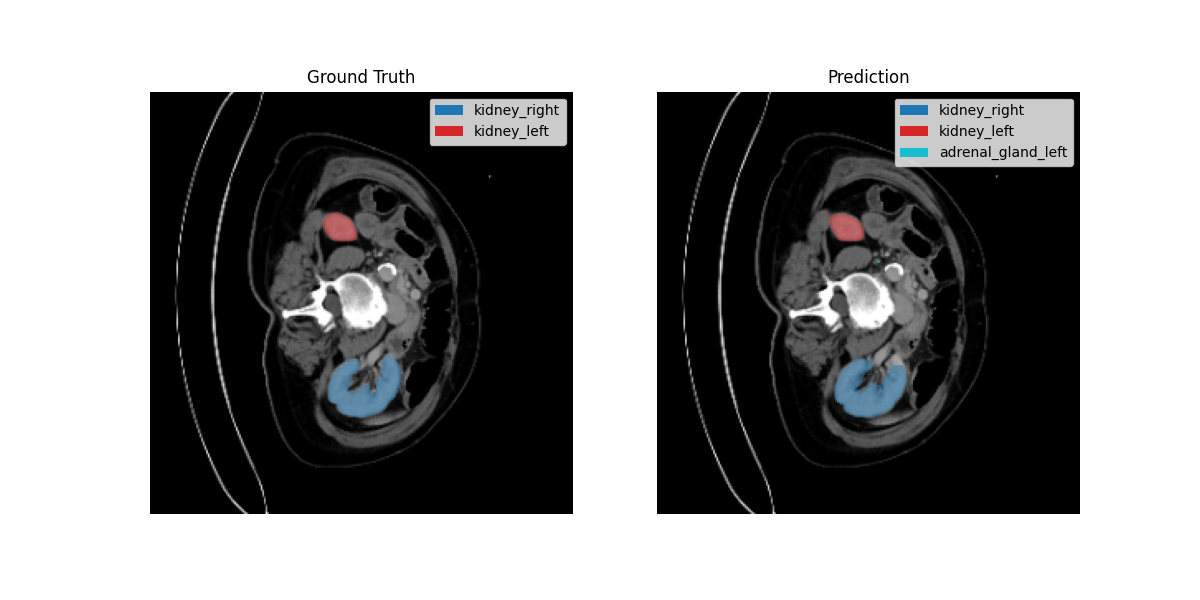 Ground Truth
kidney_right
kidney_left
Prediction
kidney_right
kidney_left
adrenal_gland_left